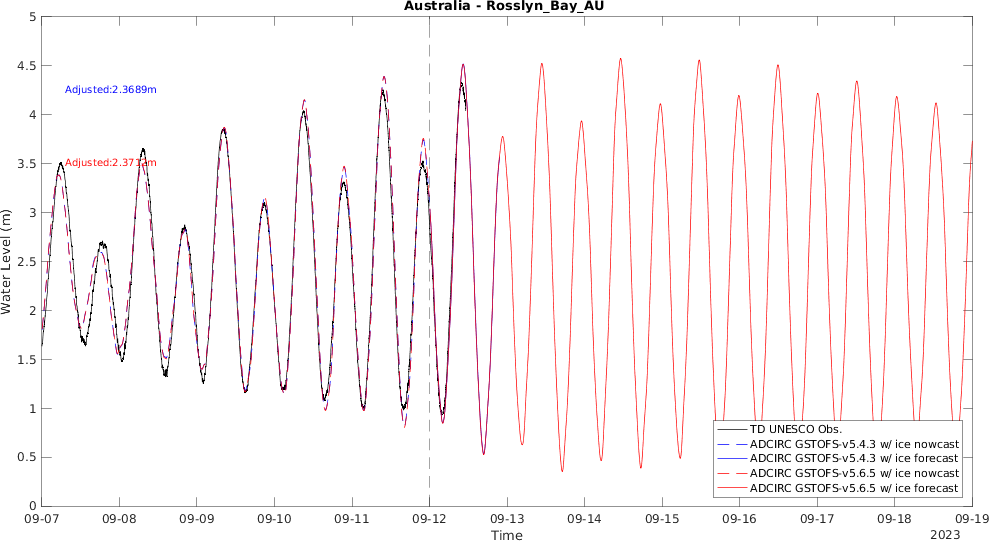 Australia - Rosslyn_Bay_AU
5
4.5
4
3.5
3
2.5
2
1.5
1
0.5
0
Water Level (m)
Adjusted:2.3689m
TD UNESCO Obs.
ADCIRC GSTOFS-v5.4.3 w/ ice nowcast
ADCIRC GSTOFS-v5.4.3 w/ ice forecast
ADCIRC GSTOFS-v5.6.5 w/ ice nowcast
ADCIRC GSTOFS-v5.6.5 w/ ice forecast
09-07 09-08 09-09 09-10 09-11 09-12 09-13 09-14 09-15 09-16 09-17 09-18 09-19
Time
2023